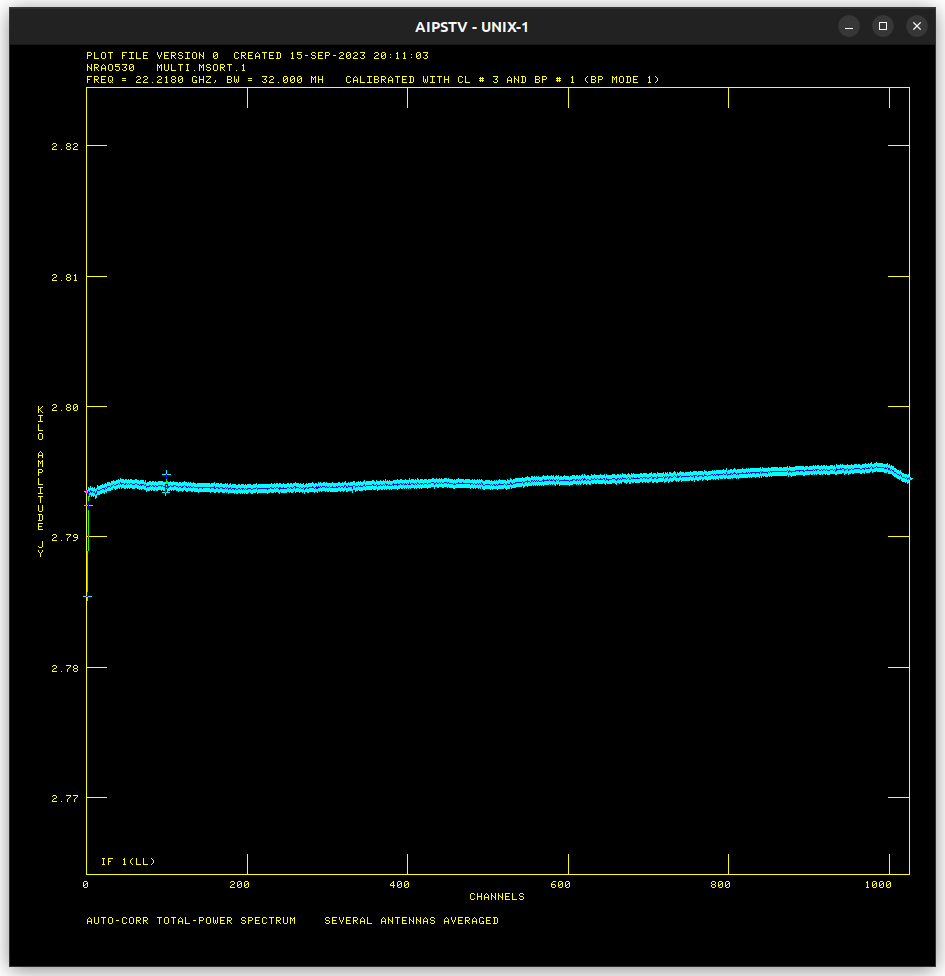 AIPSTV - UNIX-1
PLOT FILE VERSION 0 CREATED 15-SEP-2023 20:11:03
NRAO530 MULTI.MSORT.1
FREQ = 22.2180 GHZ, BW = 32.000 MH CALIBRATED WITH CL # 3 AND BP # 1 (BP MODE 1)
2.82
2.81
2.80
2.79
2.78
2.77
KILO AMPLITUDE JY
IF 1(LL)
0 200 400 600 800 1000
CHANNELS
AUTO-CORR TOTAL-POWER SPECTRUM SEVERAL ANTENNAS AVERAGED